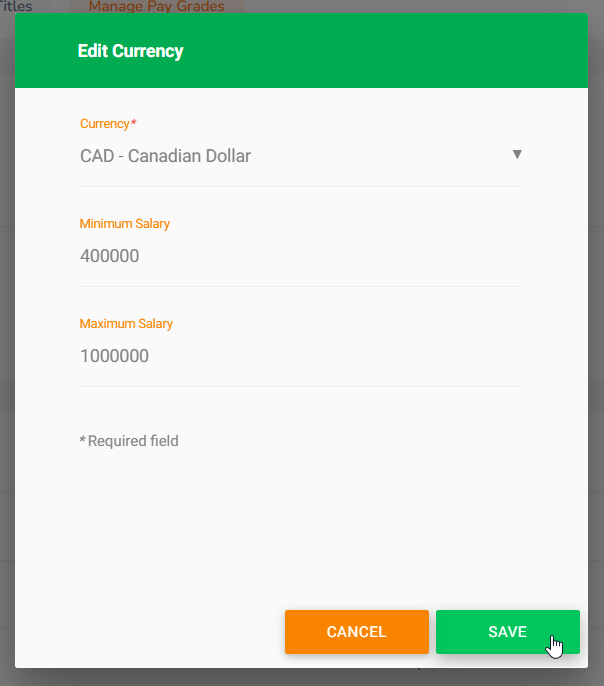 Titles Manage Pay Grades
Edit Currency
Currency*
CAD - Canadian Dollar
Minimum Salary
400000
Maximum Salary
1000000
* Required field
CANCEL SAVE